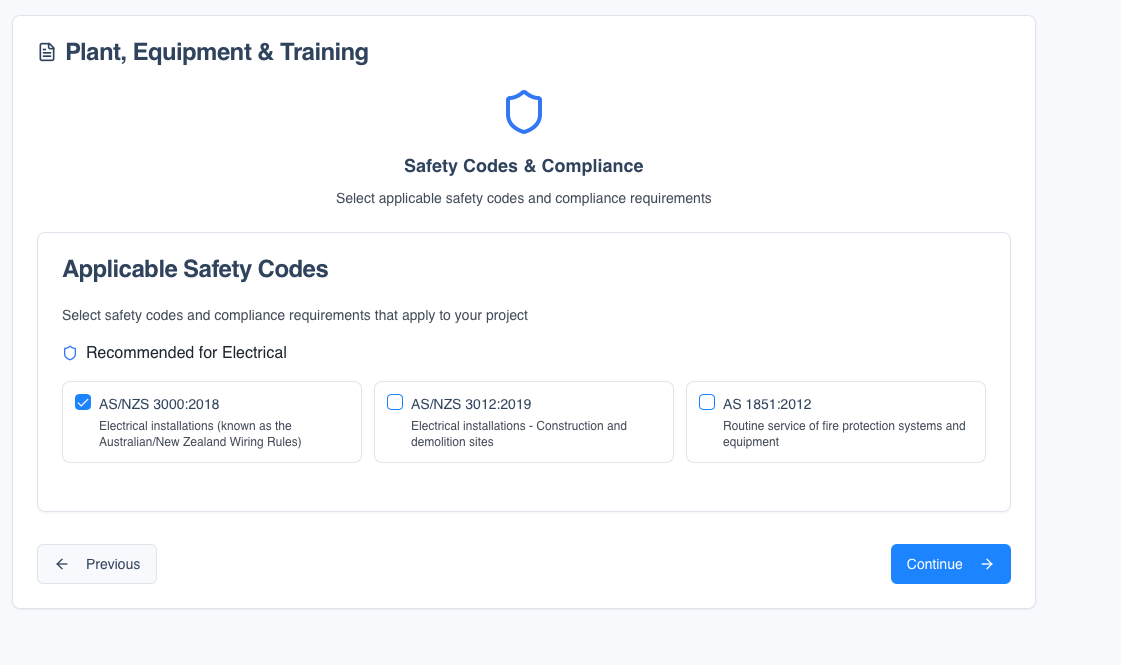 Plant, Equipment & Training
Safety Codes & Compliance
Select applicable safety codes and compliance requirements
Applicable Safety Codes
Select safety codes and compliance requirements that apply to your project
Recommended for Electrical
AS/NZS 3000:2018
Electrical installations (known as the
Australian/New Zealand Wiring Rules)
AS/NZS 3012:2019
Electrical installations - Construction and
demolition sites
AS 1851:2012
Routine service of fire protection systems and
equipment
Previous
Continue